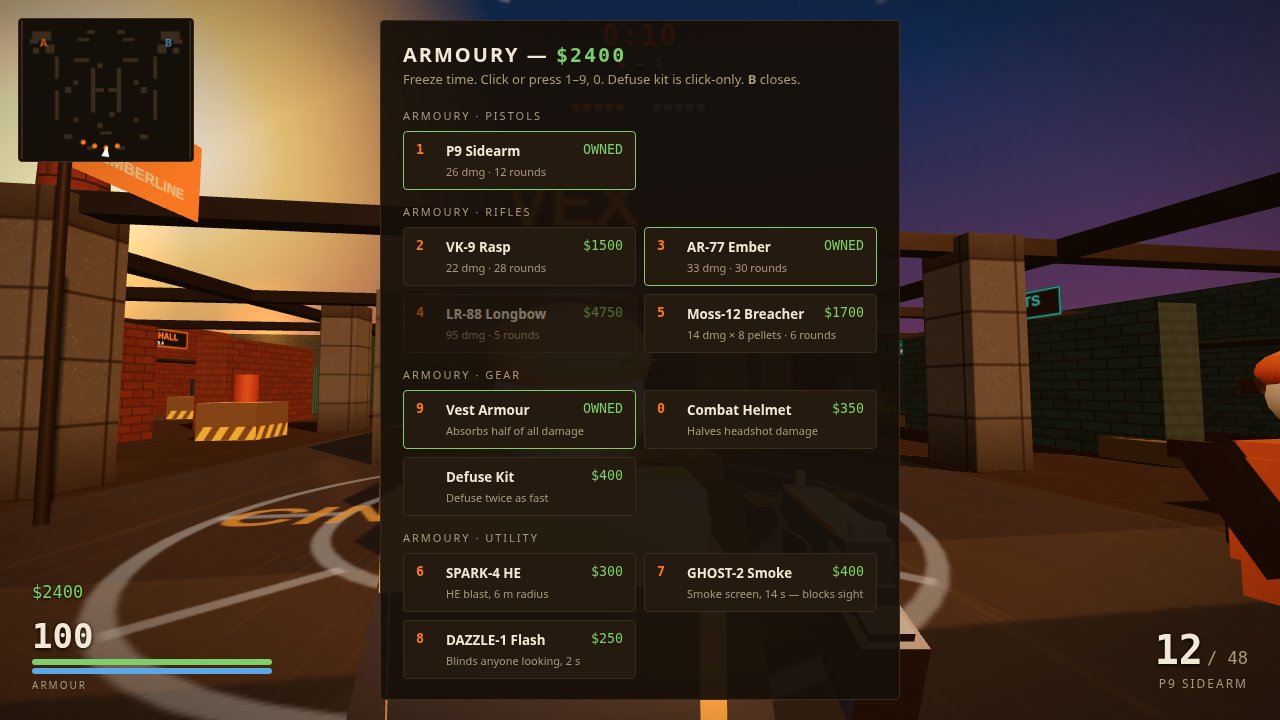 A
B
0:10
ARMOURY — $2400
Freeze time. Click or press 1–9, 0. Defuse kit is click-only. B closes.
ARMOURY · PISTOLS
1 P9 Sidearm OWNED
26 dmg · 12 rounds
VEX
ARMOURY · RIFLES
2 VK-9 Rasp $1500
22 dmg · 28 rounds
3 AR-77 Ember OWNED
33 dmg · 30 rounds
4 LR-88 Longbow $4750
95 dmg · 5 rounds
5 Moss-12 Breacher $1700
14 dmg × 8 pellets · 6 rounds
ARMOURY · GEAR
9 Vest Armour OWNED
Absorbs half of all damage
0 Combat Helmet $350
Halves headshot damage
Defuse Kit $400
Defuse twice as fast
ARMOURY · UTILITY
6 SPARK-4 HE $300
HE blast, 6 m radius
7 GHOST-2 Smoke $400
Smoke screen, 14 s — blocks sight
8 DAZZLE-1 Flash $250
Blinds anyone looking, 2 s
MBERLINE
HALL
TS
$2400
100
ARMOUR
12 / 48
P9 SIDEARM